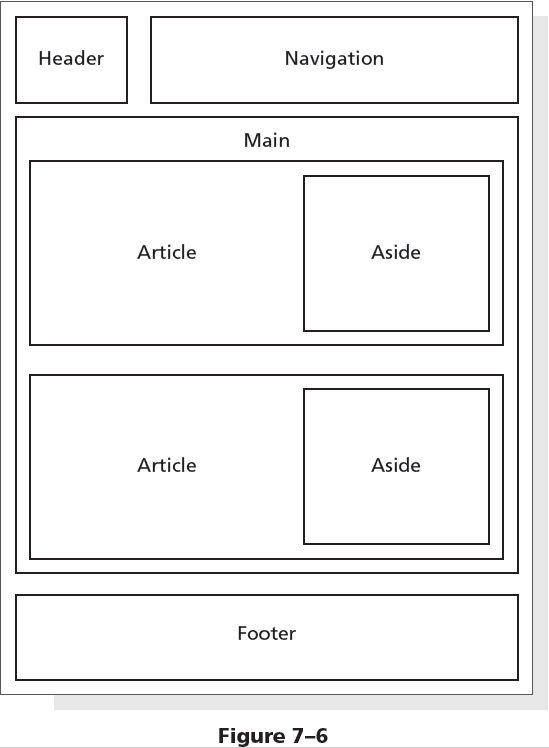 Header Navigation
Main
Article Aside
Article Aside
Footer
Figure 7–6